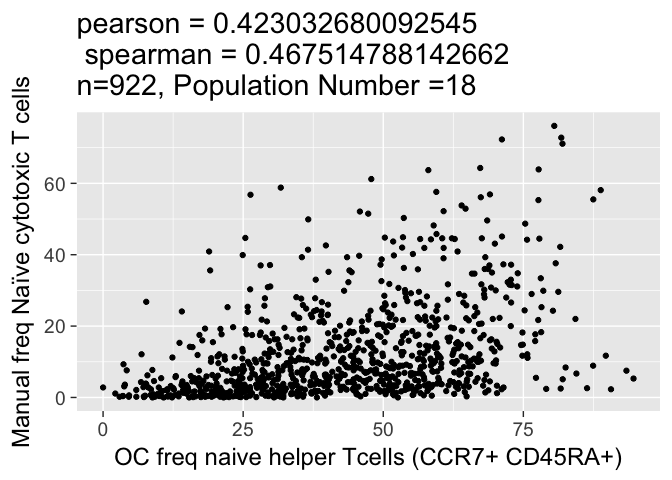 pearson = 0.423032680092545
spearman = 0.467514788142662
n=922, Population Number =18
Manual freq Naïve cytotoxic T cells
60
40
20
0
0 25 50 75
OC freq naive helper Tcells (CCR7+ CD45RA+)